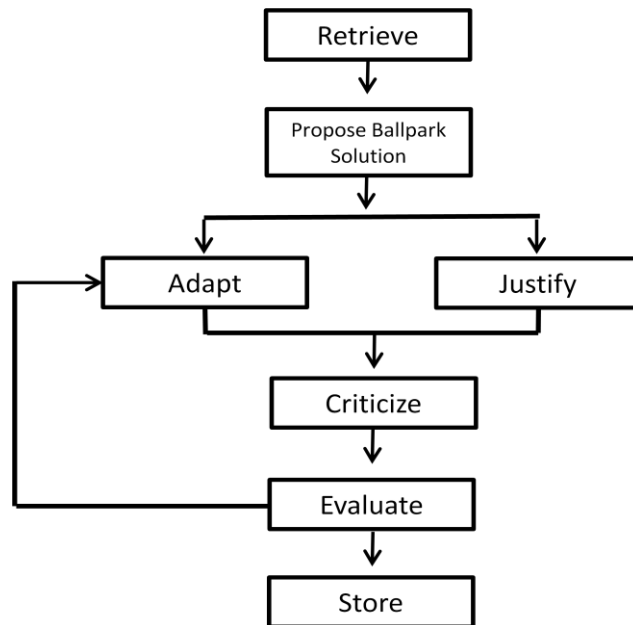 Retrieve
Propose Ballpark
Solution
Adapt
Justify
Criticize
Evaluate
Store